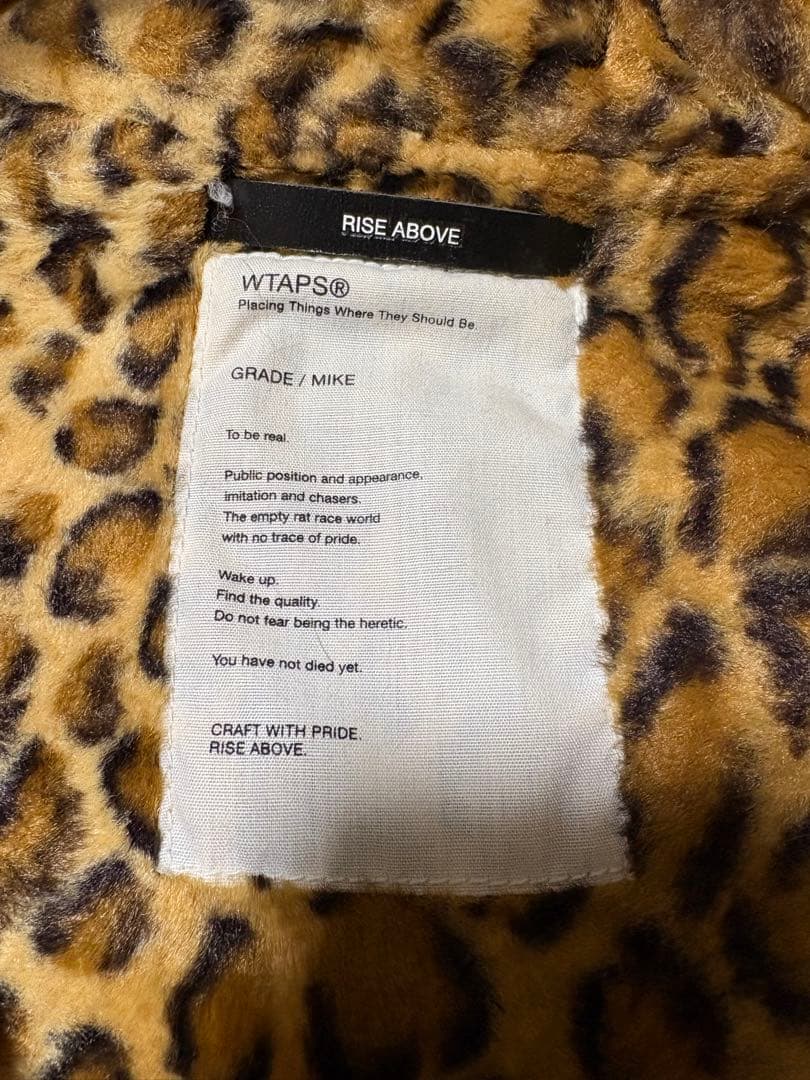 RISE ABOVE
WTAPS®
Placing Things Where They Should Be.
GRADE / MIKE
To be real.
Public position and appearance,
imitation and chasers.
The empty rat race world
with no trace of pride.
Wake up.
Find the quality.
Do not fear being the heretic.
You have not died yet.
CRAFT WITH PRIDE.
RISE ABOVE.